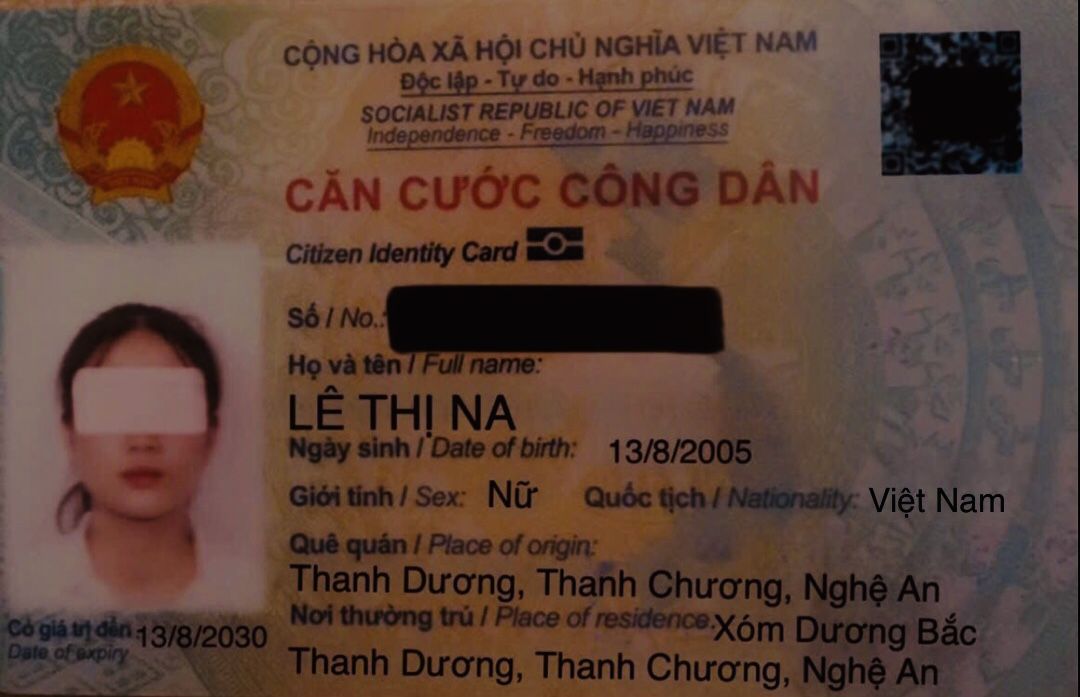 CỘNG HÒA XÃ HỘI CHỦ NGHĨA VIỆT NAM
Độc lập - Tự do - Hạnh phúc
SOCIALIST REPUBLIC OF VIET NAM
Independence - Freedom - Happiness
CĂN CƯỚC CÔNG DÂN
Citizen Identity Card
Số / No.:
Họ và tên / Full name:
LÊ THỊ NA
Ngày sinh / Date of birth: 13/8/2005
Giới tính / Sex: Nữ Quốc tịch / Nationality: Việt Nam
Quê quán / Place of origin:
Thanh Dương, Thanh Chương, Nghệ An
Nơi thường trú / Place of residence: Xóm Dương Bắc
Thanh Dương, Thanh Chương, Nghệ An
Có giá trị đến 13/8/2030
Date of expiry